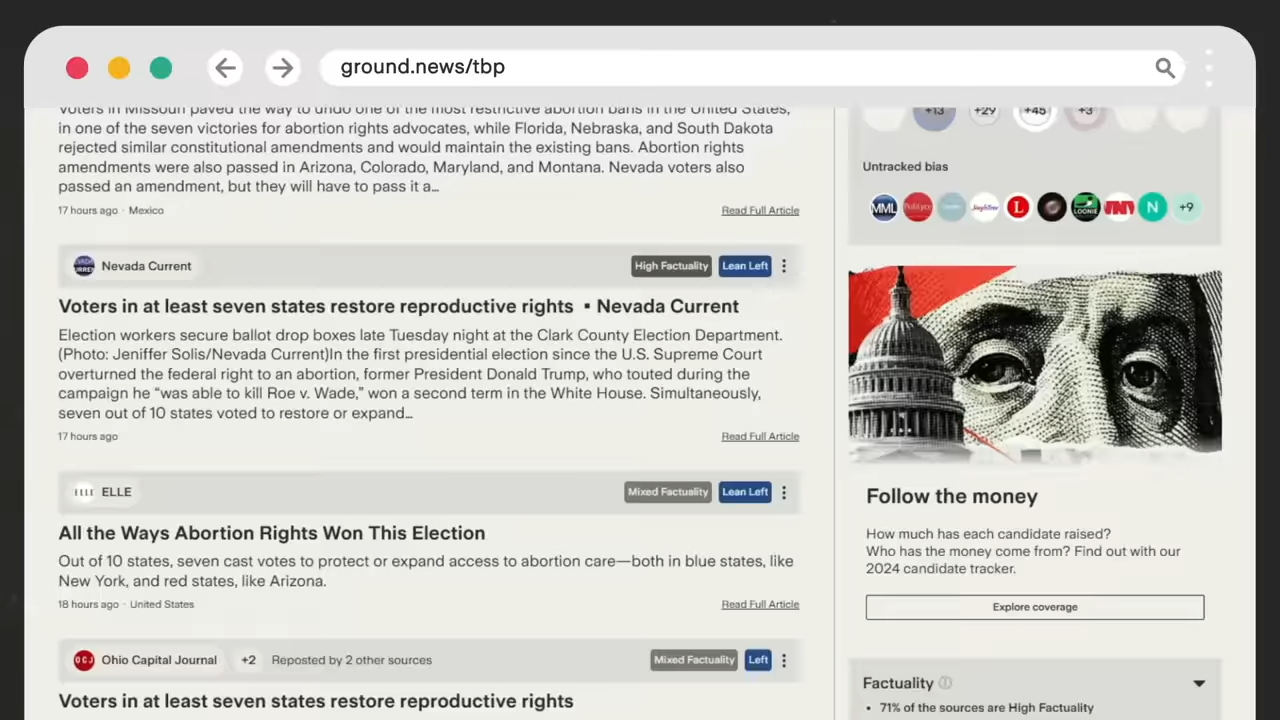 ground.news/tbp
Voters in Missouri paved the way to undo one of the most restrictive abortion bans in the United States,
in one of the seven victories for abortion rights advocates, while Florida, Nebraska, and South Dakota
rejected similar constitutional amendments and would maintain the existing bans. Abortion rights
amendments were also passed in Arizona, Colorado, Maryland, and Montana. Nevada voters also
passed an amendment, but they will have to pass it a…
17 hours ago · Mexico
Read Full Article
Nevada Current
High Factuality
Lean Left
Voters in at least seven states restore reproductive rights • Nevada Current
Election workers secure ballot drop boxes late Tuesday night at the Clark County Election Department.
(Photo: Jeniffer Solis/Nevada Current)In the first presidential election since the U.S. Supreme Court
overturned the federal right to an abortion, former President Donald Trump, who touted during the
campaign he “was able to kill Roe v. Wade,” won a second term in the White House. Simultaneously,
seven out of 10 states voted to restore or expand…
17 hours ago
Read Full Article
ELLE
Mixed Factuality
Lean Left
All the Ways Abortion Rights Won This Election
Out of 10 states, seven cast votes to protect or expand access to abortion care—both in blue states, like
New York, and red states, like Arizona.
18 hours ago · United States
Read Full Article
OCJ
Ohio Capital Journal
+2
Reposted by 2 other sources
Mixed Factuality
Left
Voters in at least seven states restore reproductive rights
+13
+29
+45
+3
Untracked bias
MML
L
LOONIE
N
+9
Follow the money
How much has each candidate raised?
Who has the money come from? Find out with our
2024 candidate tracker.
Explore coverage
Factuality
• 71% of the sources are High Factuality